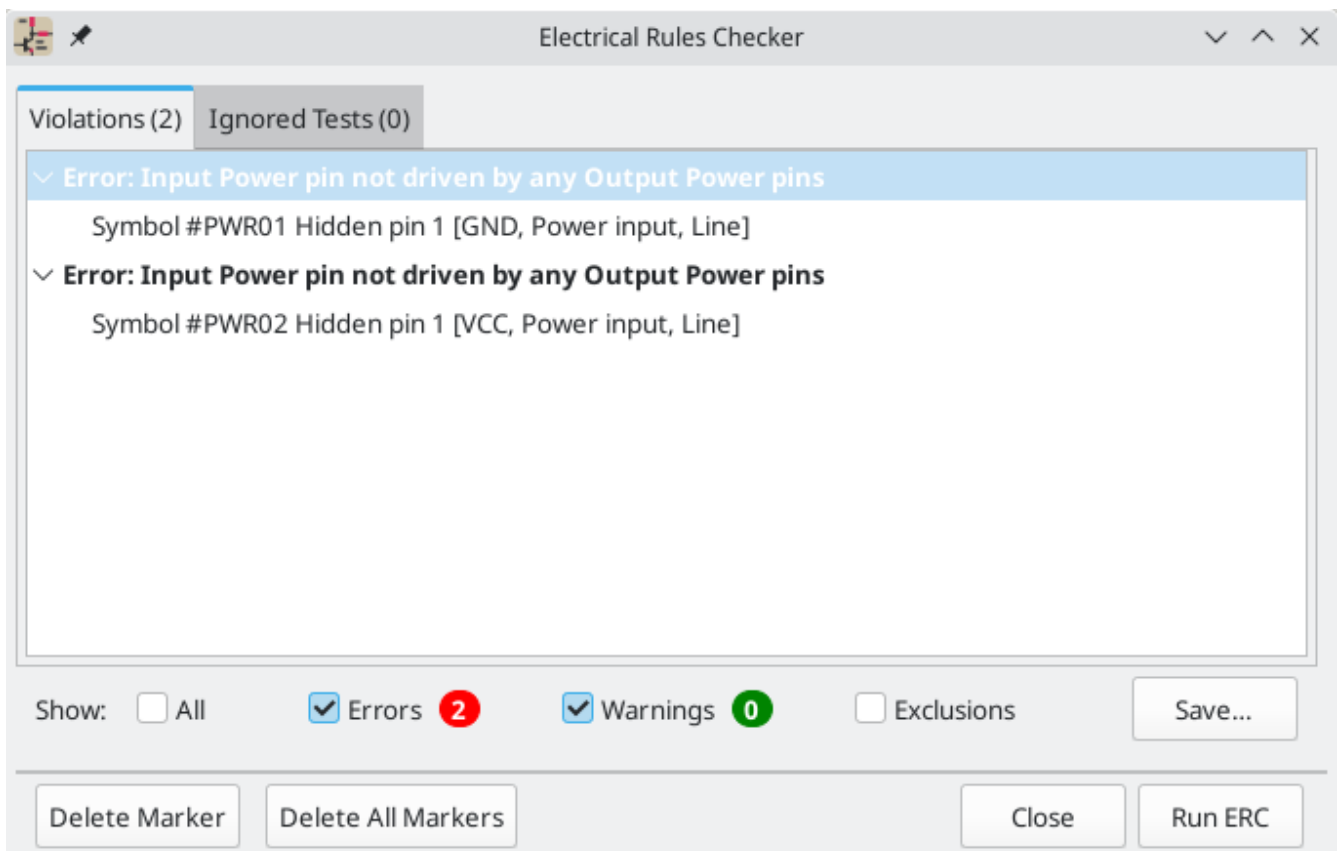 Electrical Rules Checker
Violations (2) Ignored Tests (0)
Error: Input Power pin not driven by any Output Power pins
Symbol #PWR01 Hidden pin 1 [GND, Power input, Line]
Error: Input Power pin not driven by any Output Power pins
Symbol #PWR02 Hidden pin 1 [VCC, Power input, Line]
Show: All Errors 2 Warnings 0 Exclusions Save...
Delete Marker Delete All Markers Close Run ERC